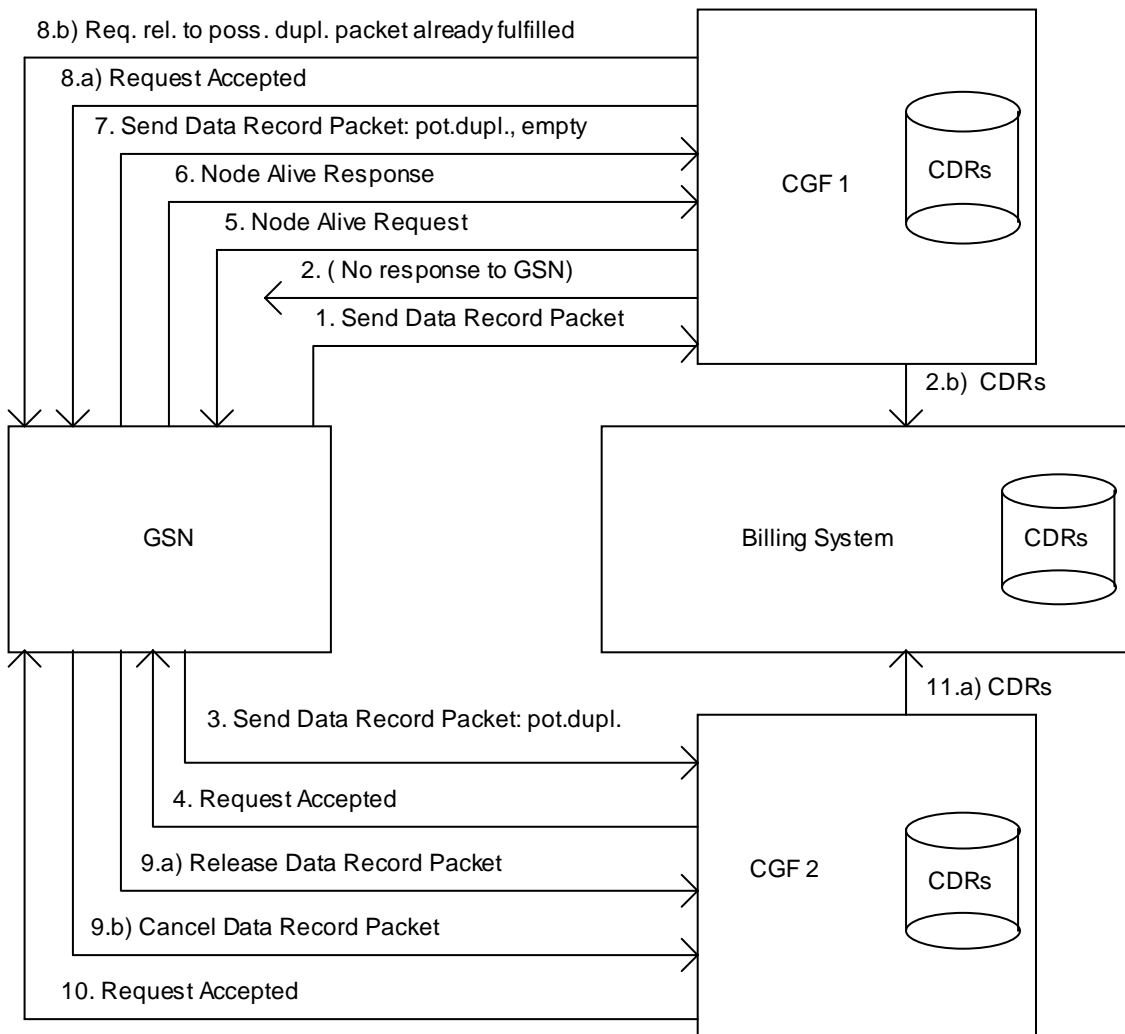 8.b) Req. rel. to poss. dupl. packet already fulfilled
8.a) Request Accepted
7. Send Data Record Packet: pot.dupl., empty
6. Node Alive Response
5. Node Alive Request
2. ( No response to GSN)
1. Send Data Record Packet
CGF 1
CDRs
2.b) CDRs
GSN
Billing System
CDRs
11.a) CDRs
3. Send Data Record Packet: pot.dupl.
4. Request Accepted
9.a) Release Data Record Packet
9.b) Cancel Data Record Packet
10. Request Accepted
CGF 2
CDRs